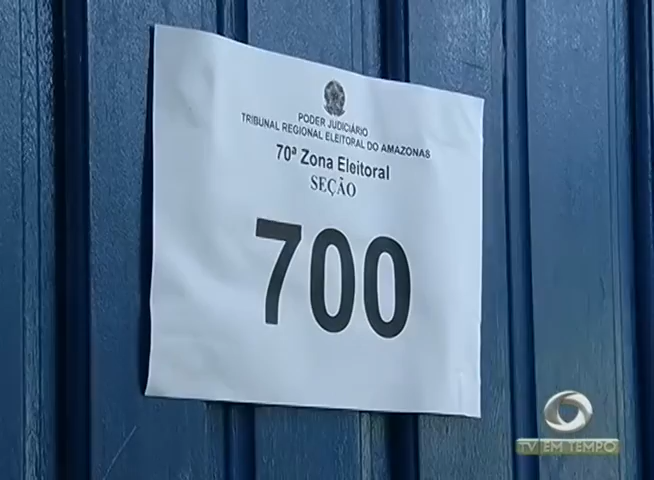 PODER JUDICIÁRIO
TRIBUNAL REGIONAL ELEITORAL DO AMAZONAS
70ª Zona Eleitoral
SEÇÃO
700
TV EM TEMPO